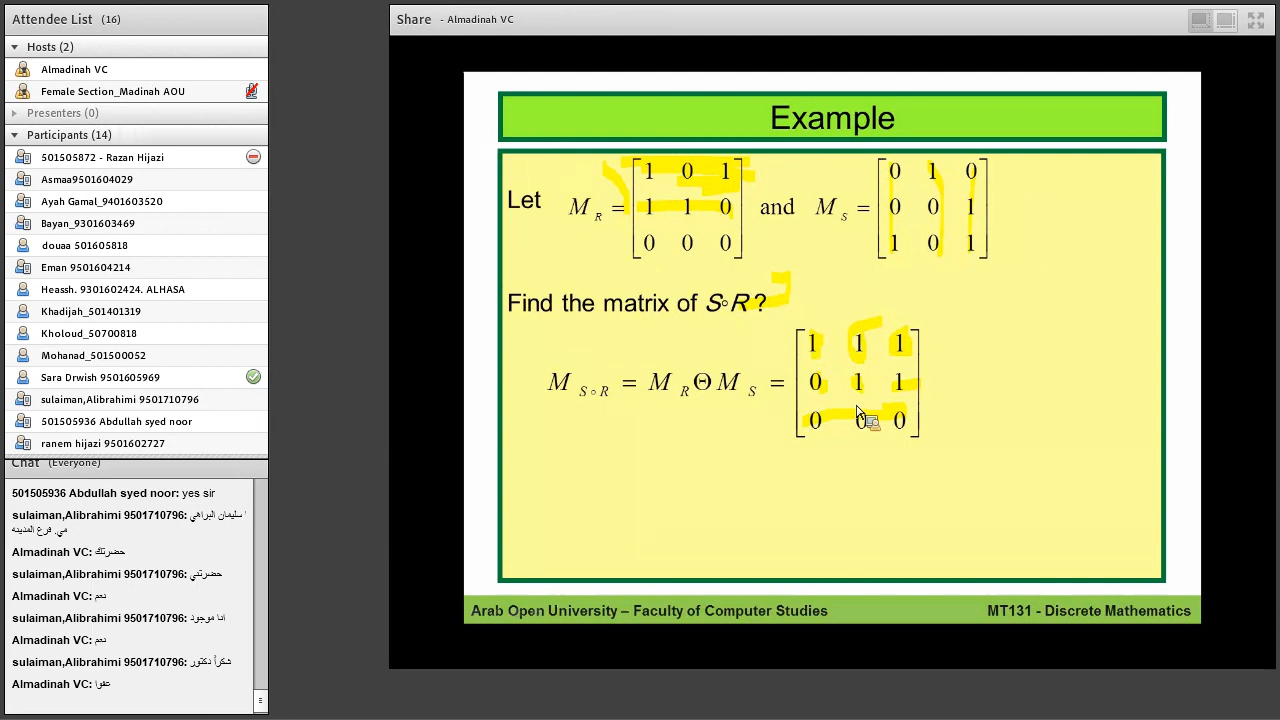 Attendee List (16)
Hosts (2)
Almadinah VC
Female Section_Madinah AOU
Presenters (0)
Participants (14)
501505872 - Razan Hijazi
Asmaa9501604029
Ayah Gamal_9401603520
Bayan_9301603469
douaa 501605818
Eman 9501604214
Heassh. 9301602424. ALHASA
Khadijah_501401319
Kholoud_50700818
Mohanad_501500052
Sara Drwish 9501605969
sulaiman,Alibrahimi 9501710796
501505936 Abdullah syed noor
ranem hijazi 9501602727
Chat (Everyone)
501505936 Abdullah syed noor: yes sir
sulaiman,Alibrahimi 9501710796: سليمان البراهي
مي. فرع المدينه
Almadinah VC: حضرتك
sulaiman,Alibrahimi 9501710796: حضرتني
Almadinah VC: نعم
sulaiman,Alibrahimi 9501710796: انا موجود
Almadinah VC: نعم
sulaiman,Alibrahimi 9501710796: شكراً دكتور
Almadinah VC: عفوا
Share - Almadinah VC
Example
Let M R = [1 0 1 and M S = [0 1 0
1 1 0 0 0 1
0 0 0] 1 0 1]
Find the matrix of S∘R ?
M S∘R = M R Θ M S = [1 1 1
0 1 1
0 0 0]
Arab Open University – Faculty of Computer Studies MT131 - Discrete Mathematics